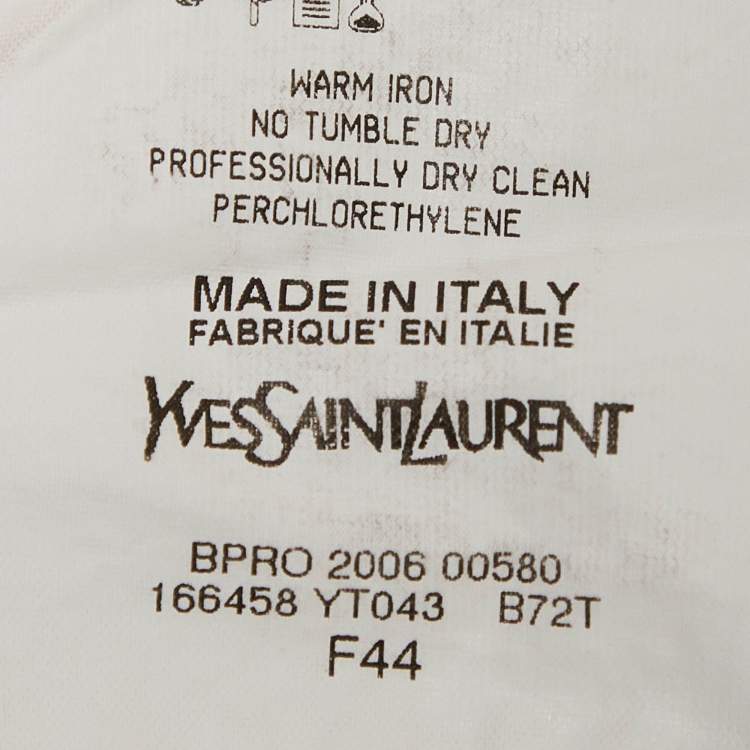 WARM IRON
NO TUMBLE DRY
PROFESSIONALLY DRY CLEAN
PERCHLORETHYLENE
MADE IN ITALY
FABRIQUE' EN ITALIE
YVESSAINTLAURENT
BPRO 2006 00580
166458 YT043 B72T
F44